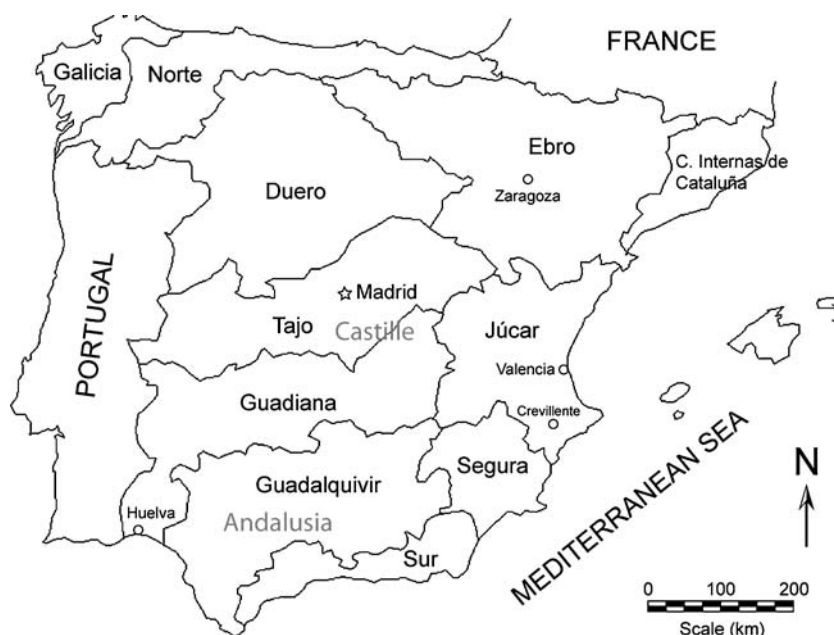 FRANCE
Galicia
Norte
Ebro
C. Internas de
Cataluña
Zaragoza
Duero
PORTUGAL
Madrid
Tajo
Castille
Júcar
Valencia
Guadiana
Crevillente
MEDITERRANEAN SEA
N
Segura
Guadalquivir
Huelva
Andalusia
Sur
0 100 200
Scale (km)